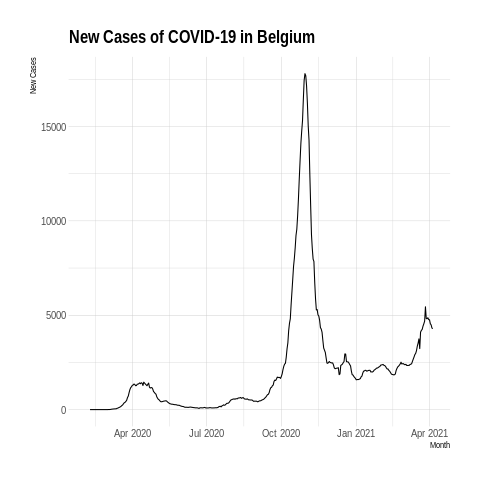 New Cases of COVID-19 in Belgium
New Cases
15000
10000
5000
0
Apr 2020 Jul 2020 Oct 2020 Jan 2021 Apr 2021
Month